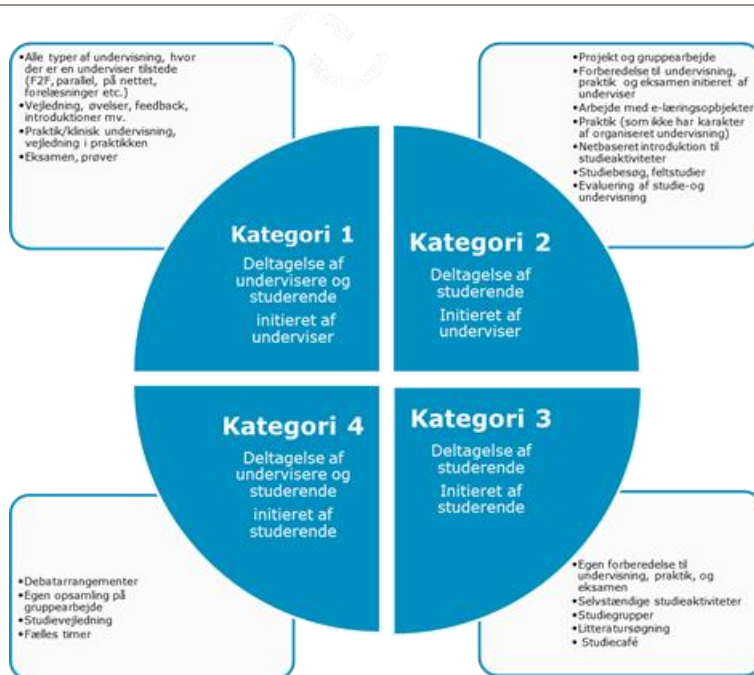 •Alle typer af undervisning, hvor
der er en underviser tilstede
(F2F, parallel, på nettet,
forelæsninger etc.)
•Vejledning, øvelser, feedback,
introduktioner mv.
•Praktik/klinisk undervisning,
vejledning i praktikken
•Eksamen, prøver
•Projekt og gruppearbejde
•Forberedelse til undervisning,
praktik og eksamen initieret af
underviser
•Arbejde med e-læringsobjekter
•Praktik (som ikke har karakter
af organiseret undervisning)
•Netbaseret introduktion til
studieaktiviteter
•Studiebesøg, feltstudier
•Evaluering af studie-og
undervisning
Kategori 1
Deltagelse af
undervisere og
studerende
initieret af
underviser
Kategori 2
Deltagelse af
studerende
Initieret af
underviser
Kategori 4
Deltagelse af
undervisere og
studerende
initieret af
studerende
Kategori 3
Deltagelse af
studerende
Initieret af
studerende
•Debatarrangementer
•Egen opsamling på
gruppearbejde
•Studievejledning
•Fælles timer
•Egen forberedelse til
undervisning, praktik, og
eksamen
•Selvstændige studieaktiviteter
•Studiegrupper
•Litteratursøgning
• Studiecafé